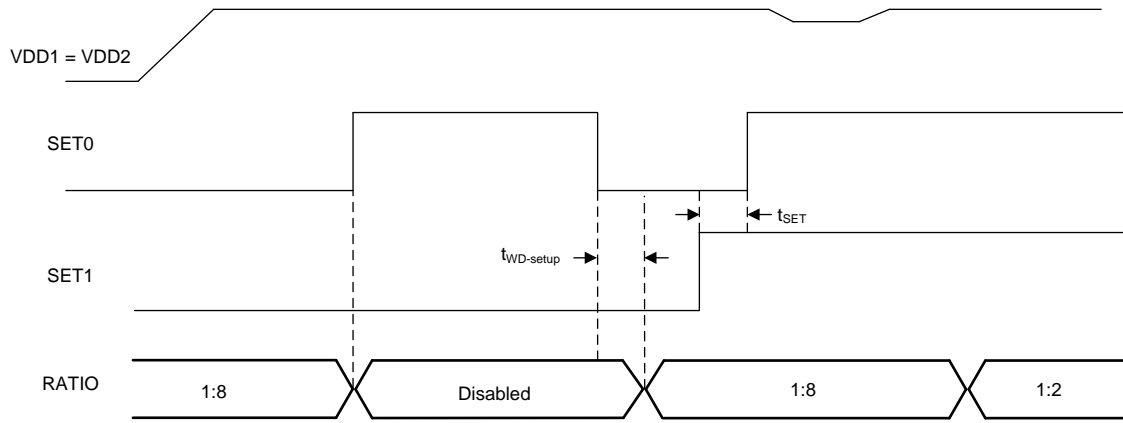 VDD1 = VDD2
SET0
tSET
tWD-setup
SET1
RATIO
1:8
Disabled
1:8
1:2